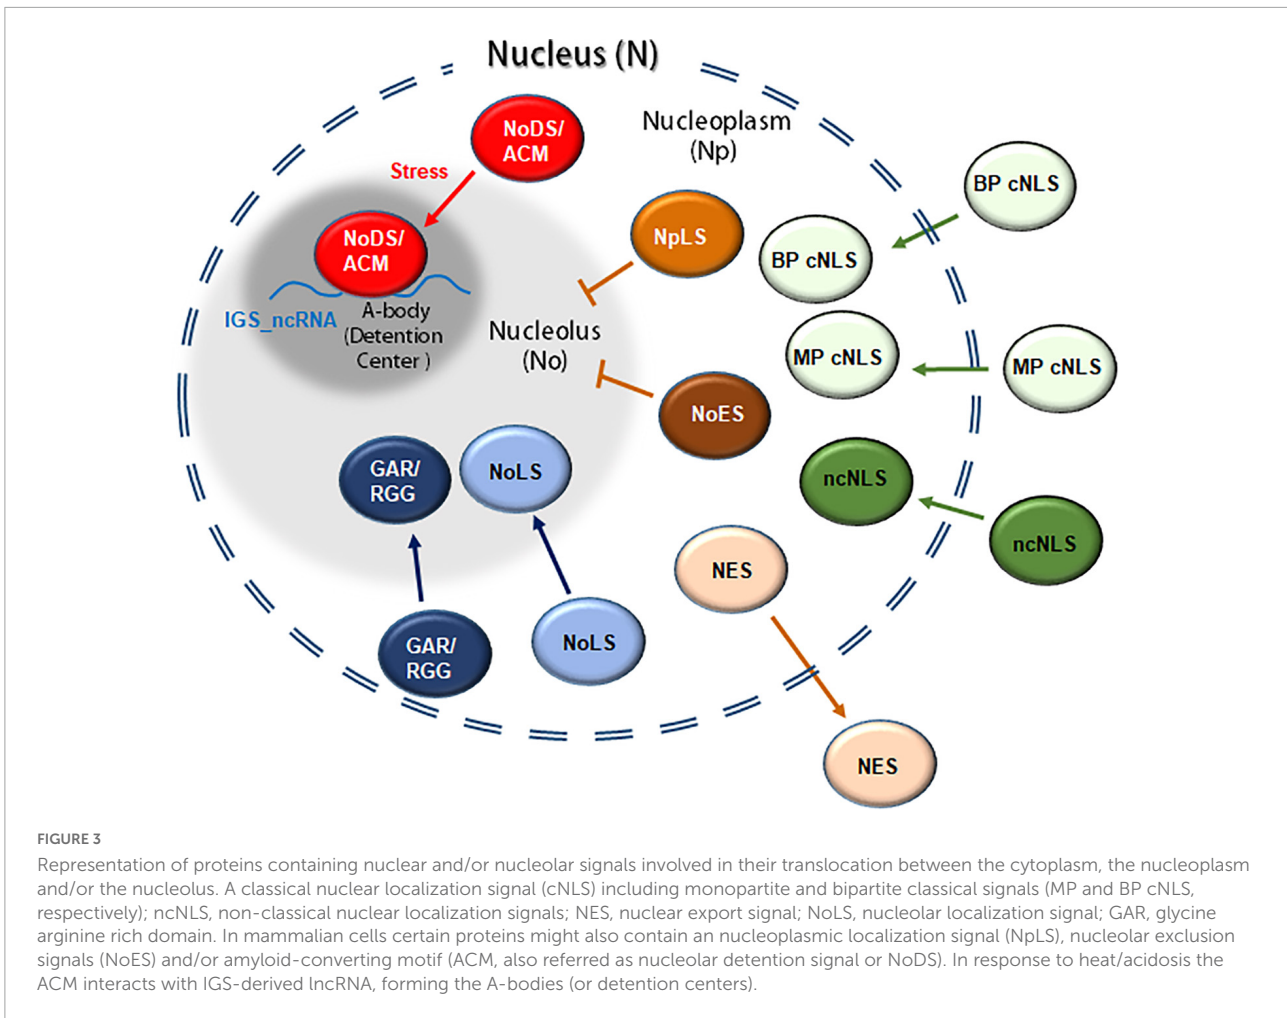 Nucleus (N)
NoDS/
ACM
Nucleoplasm
(Np)
Stress
BP cNLS
NoDS/
ACM
NpLS
BP cNLS
IGS_ncRNA
A-body
(Detention
Center )
Nucleolus
(No)
MP cNLS
MP cNLS
NoES
GAR/
RGG
NoLS
ncNLS
ncNLS
NES
GAR/
RGG
NoLS
NES
FIGURE 3
Representation of proteins containing nuclear and/or nucleolar signals involved in their translocation between the cytoplasm, the nucleoplasm
and/or the nucleolus. A classical nuclear localization signal (cNLS) including monopartite and bipartite classical signals (MP and BP cNLS,
respectively); ncNLS, non-classical nuclear localization signals; NES, nuclear export signal; NoLS, nucleolar localization signal; GAR, glycine
arginine rich domain. In mammalian cells certain proteins might also contain an nucleoplasmic localization signal (NpLS), nucleolar exclusion
signals (NoES) and/or amyloid-converting motif (ACM, also referred as nucleolar detention signal or NoDS). In response to heat/acidosis the
ACM interacts with IGS-derived lncRNA, forming the A-bodies (or detention centers).